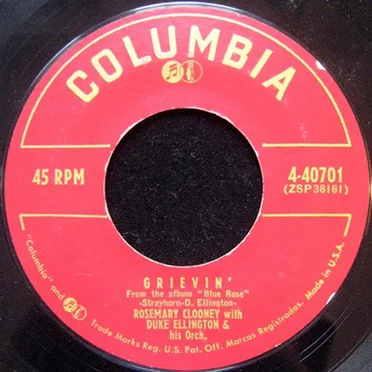 COLUMBIA
45 RPM
4-40701
(ZSP38161)
GRIEVIN'
From the album "Blue Rose"
-Strayhorn-D. Ellington-
ROSEMARY CLOONEY with
DUKE ELLINGTON &
his Orch.
"Columbia" and Trade Marks Reg. U.S. Pat. Off. Marcas Registradas. Made in U.S.A.